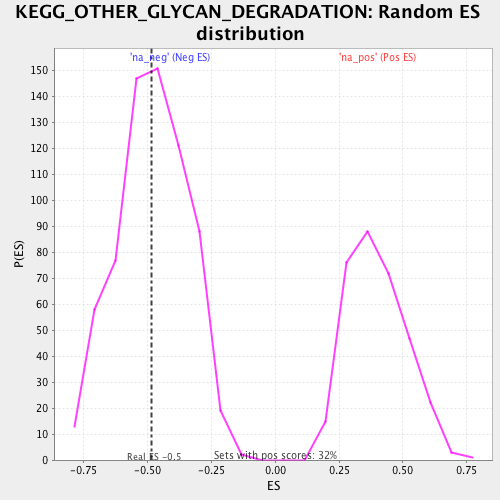 KEGG_OTHER_GLYCAN_DEGRADATION: Random ES
distribution
'na_neg' (Neg ES)
'na_pos' (Pos ES)
150
140
130
120
110
100
90
80
70
60
50
40
30
20
10
0
P(ES)
Real ES -0.5
Sets with pos scores: 32%
-0.75 -0.50 -0.25 0.00 0.25 0.50 0.75
ES